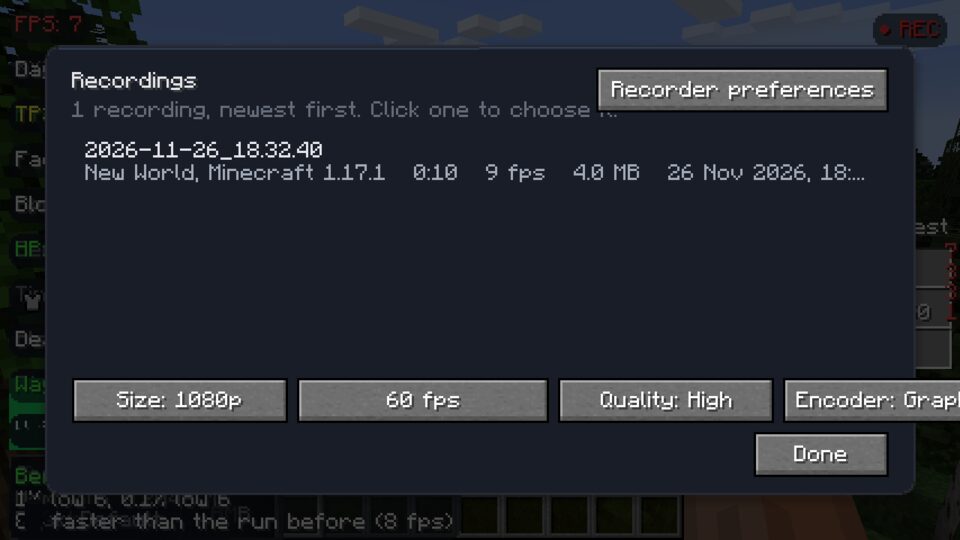 FPS: 7
REC
Recordings
Recorder preferences
1 recording, newest first. Click one to choose
2026-11-26_18.32.40
New World, Minecraft 1.17.1 0:10 9 fps 4.0 MB 26 Nov 2026, 18:...
Size: 1080p
60 fps
Quality: High
Encoder: Grap
Done
faster than the run before (8 fps)